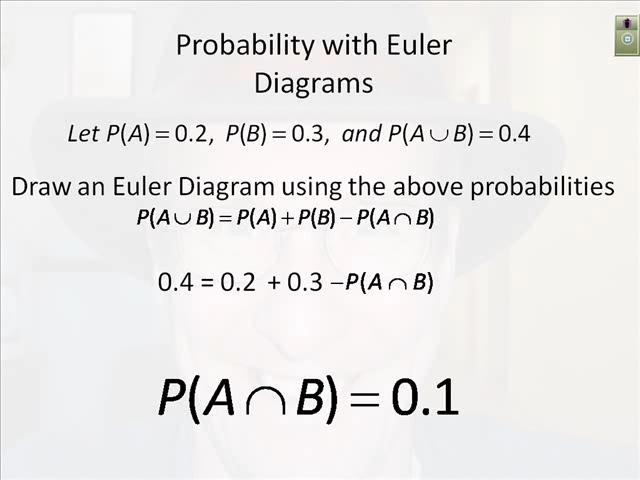 Probability with Euler
Diagrams
Let P(A) = 0.2, P(B) = 0.3, and P(A ∪ B) = 0.4
Draw an Euler Diagram using the above probabilities
P(A ∪ B) = P(A) + P(B) − P(A ∩ B)
0.4 = 0.2 + 0.3 − P(A ∩ B)
P(A ∩ B) = 0.1